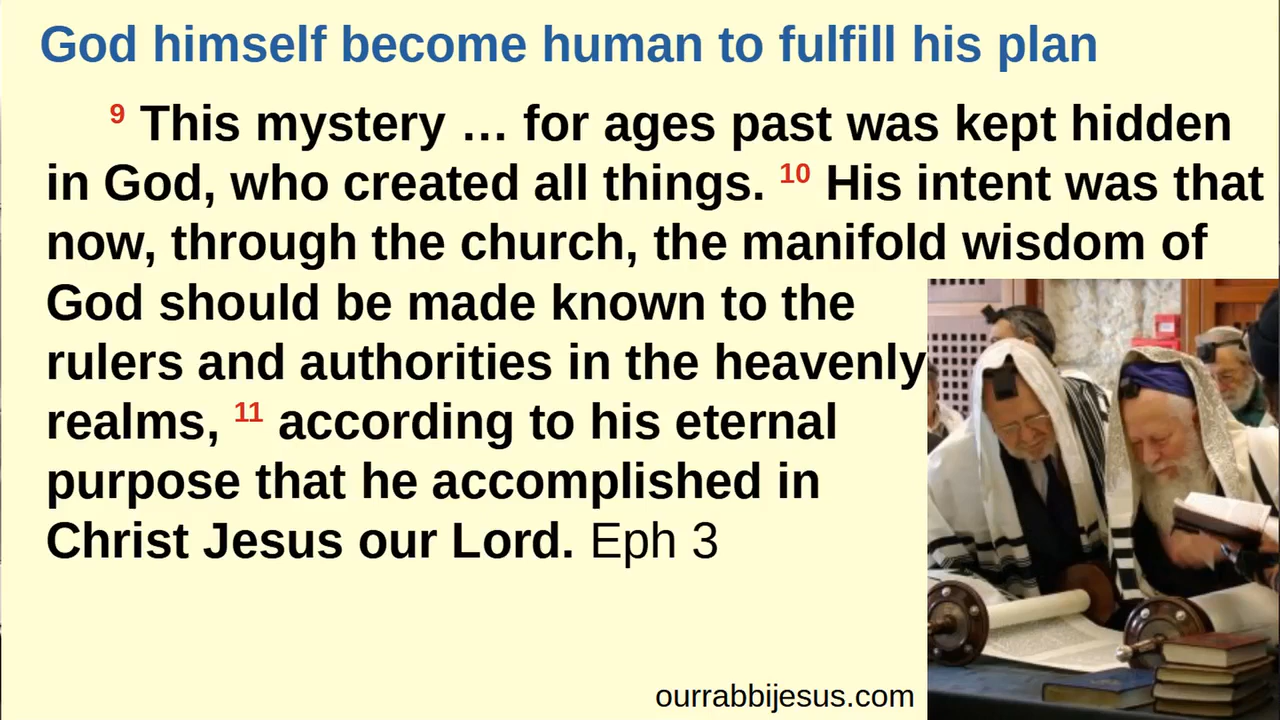 God himself become human to fulfill his plan
9 This mystery … for ages past was kept hidden
in God, who created all things. 10 His intent was that
now, through the church, the manifold wisdom of
God should be made known to the
rulers and authorities in the heavenly
realms, 11 according to his eternal
purpose that he accomplished in
Christ Jesus our Lord. Eph 3
ourrabbijesus.com